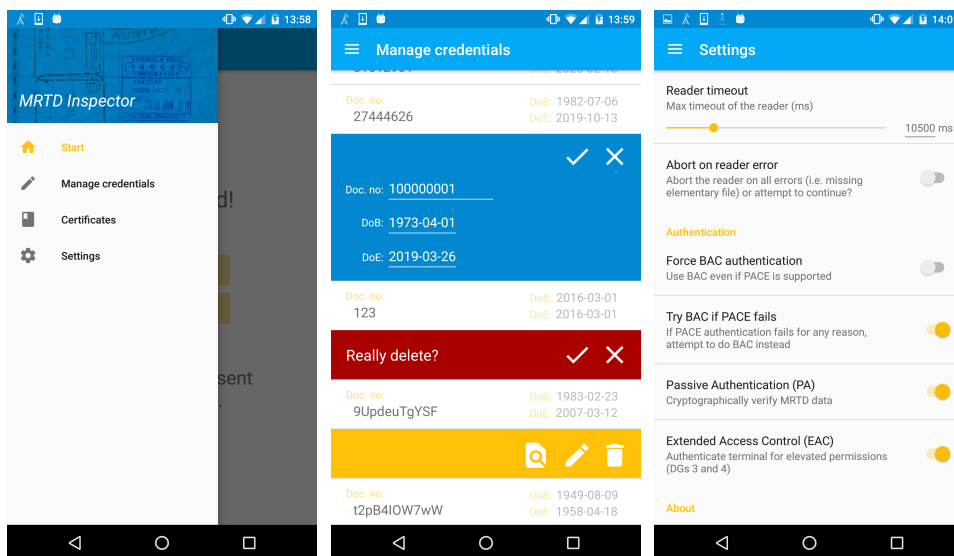 13:58
MRTD Inspector
Start
Manage credentials
Certificates
Settings
d!
sent
13:59
Manage credentials
Doc. no: DoB: 1982-07-06
27444626 DoE: 2019-10-13
Doc. no: 100000001
DoB: 1973-04-01
DoE: 2019-03-26
Doc. no: DoB: 2016-03-01
123 DoE: 2016-03-01
Really delete?
Doc. no: DoB: 1983-02-23
9UpdeuTgYSF DoE: 2007-03-12
Doc. no: DoB: 1949-08-09
t2pB4IOW7wW DoE: 1958-04-18
14:0
Settings
Reader timeout
Max timeout of the reader (ms)
10500 ms
Abort on reader error
Abort the reader on all errors (i.e. missing
elementary file) or attempt to continue?
Authentication
Force BAC authentication
Use BAC even if PACE is supported
Try BAC if PACE fails
If PACE authentication fails for any reason,
attempt to do BAC instead
Passive Authentication (PA)
Cryptographically verify MRTD data
Extended Access Control (EAC)
Authenticate terminal for elevated permissions
(DGs 3 and 4)
About